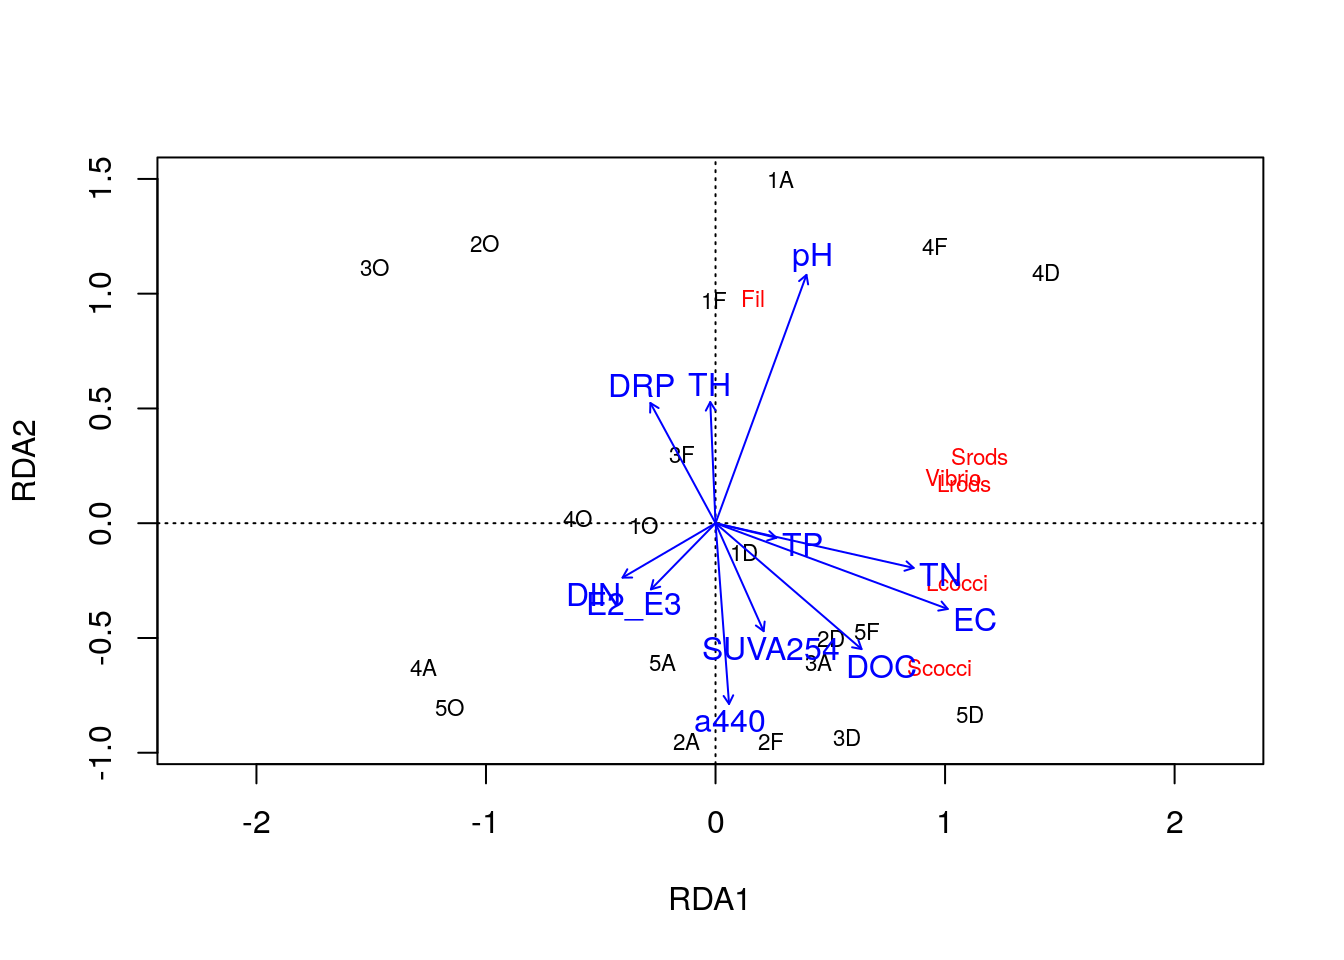 1A
pH
4F
2O
3O
4D
1F
Fil
DRP
TH
3F
Srods
Vibrio
Lrods
4O
1O
TP
1D
TN
DIN
Lcocci
E2_E3
EC
5F
2D
SUVA254
5A
3A
DOC
Scocci
4A
5O
5D
a440
2A
2F
3D
1.5
1.0
0.5
0.0
-0.5
-1.0
RDA2
-2
-1
0
1
2
RDA1